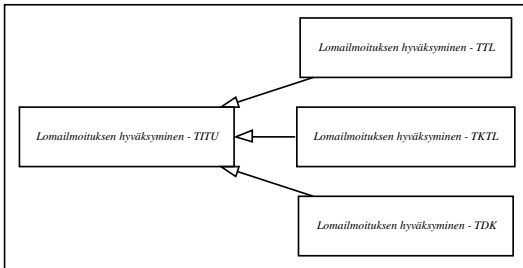 Lomailmoituksen hyväksyminen - TTL
Lomailmoituksen hyväksyminen - TITU
Lomailmoituksen hyväksyminen - TKTL
Lomailmoituksen hyväksyminen - TDK